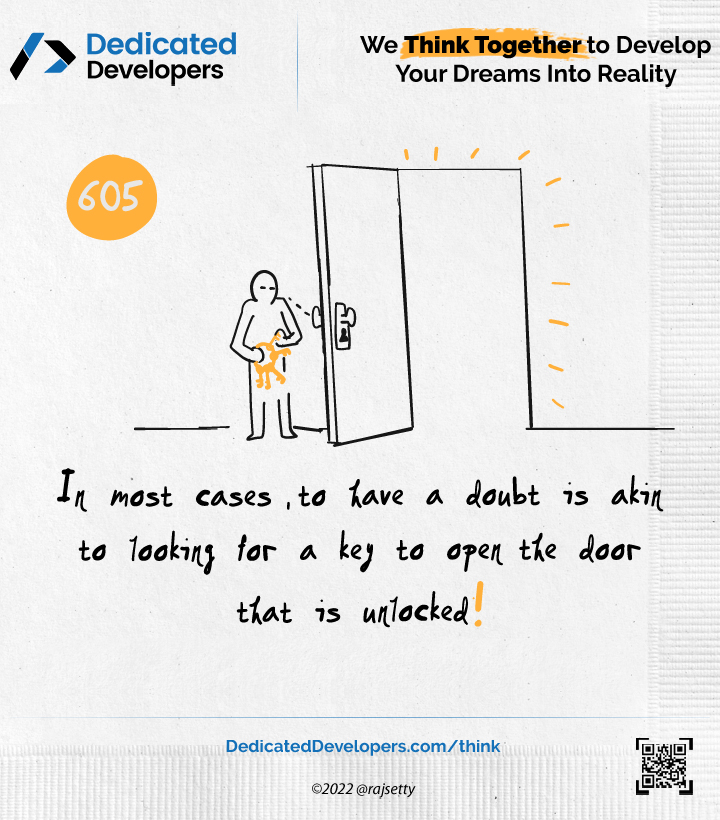 Dedicated
Developers
We Think Together to Develop
Your Dreams Into Reality
605
In most cases, to have a doubt is akin
to looking for a key to open the door
that is unlocked!
DedicatedDevelopers.com/think
©2022 @rajsetty